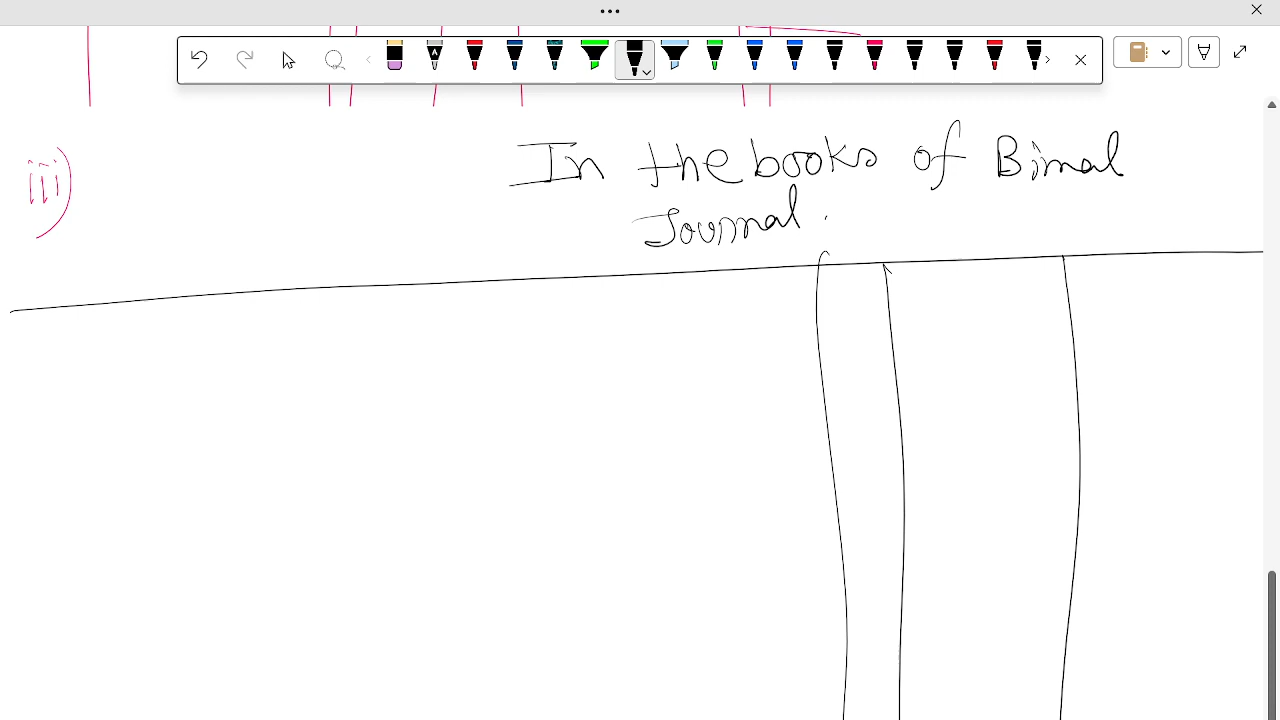 iii)
In the books of Bimal
Journal.